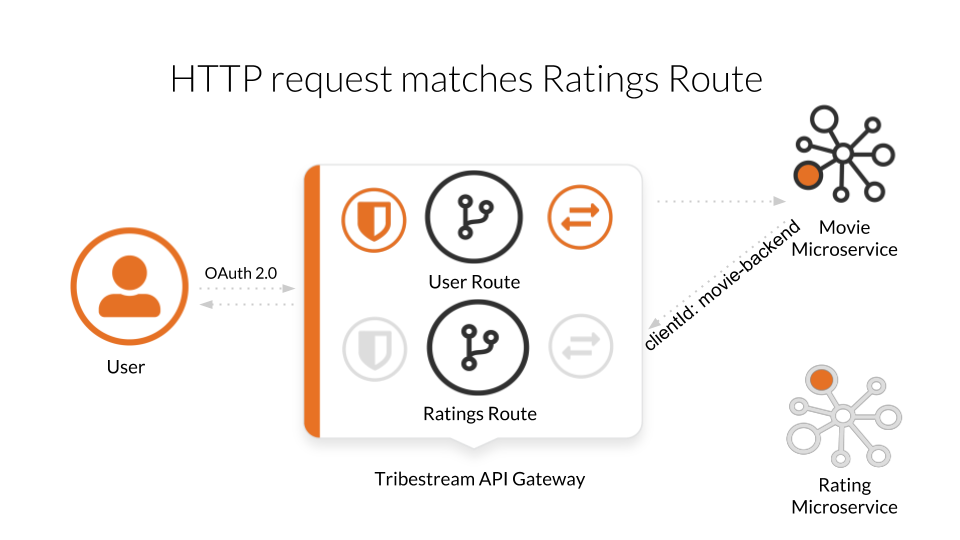 HTTP request matches Ratings Route
OAuth 2.0
User
User Route
Ratings Route
Tribestream API Gateway
clientId: movie-backend
Movie
Microservice
Rating
Microservice